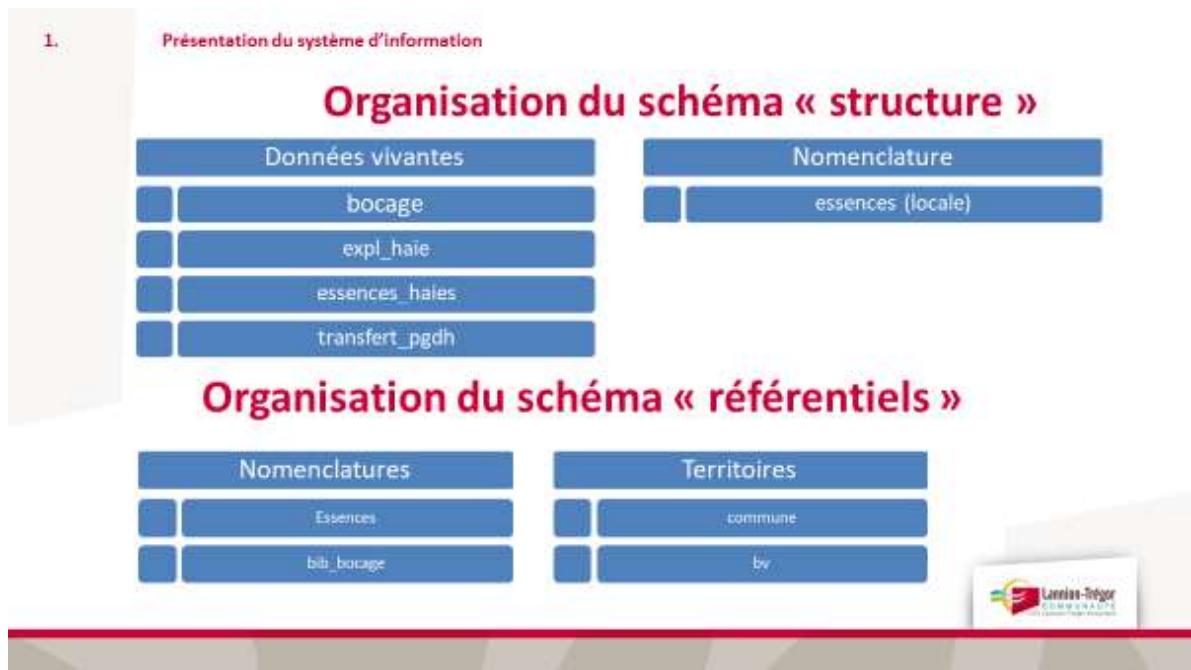 1. Présentation du système d'information
Organisation du schéma « structure »
Données vivantes
bocage
expl_haie
essences_haies
transfert_pgdh
Nomenclature
essences (locale)
Organisation du schéma « référentiels »
Nomenclatures
Essences
bib_bocage
Territoires
commune
bv
Lannion-Trégor
COMMUNAUTÉ